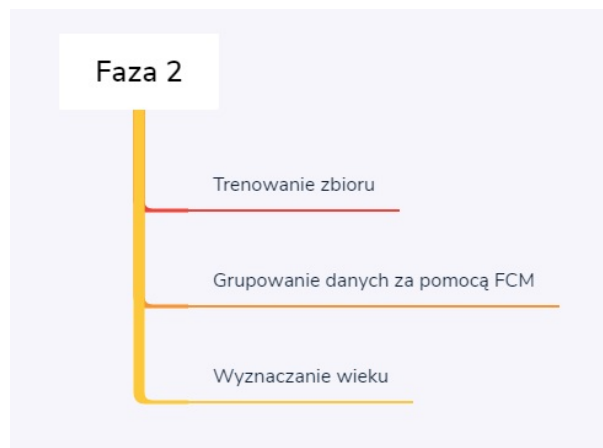 Faza 2
Trenowanie zbioru
Grupowanie danych za pomocą FCM
Wyznaczanie wieku